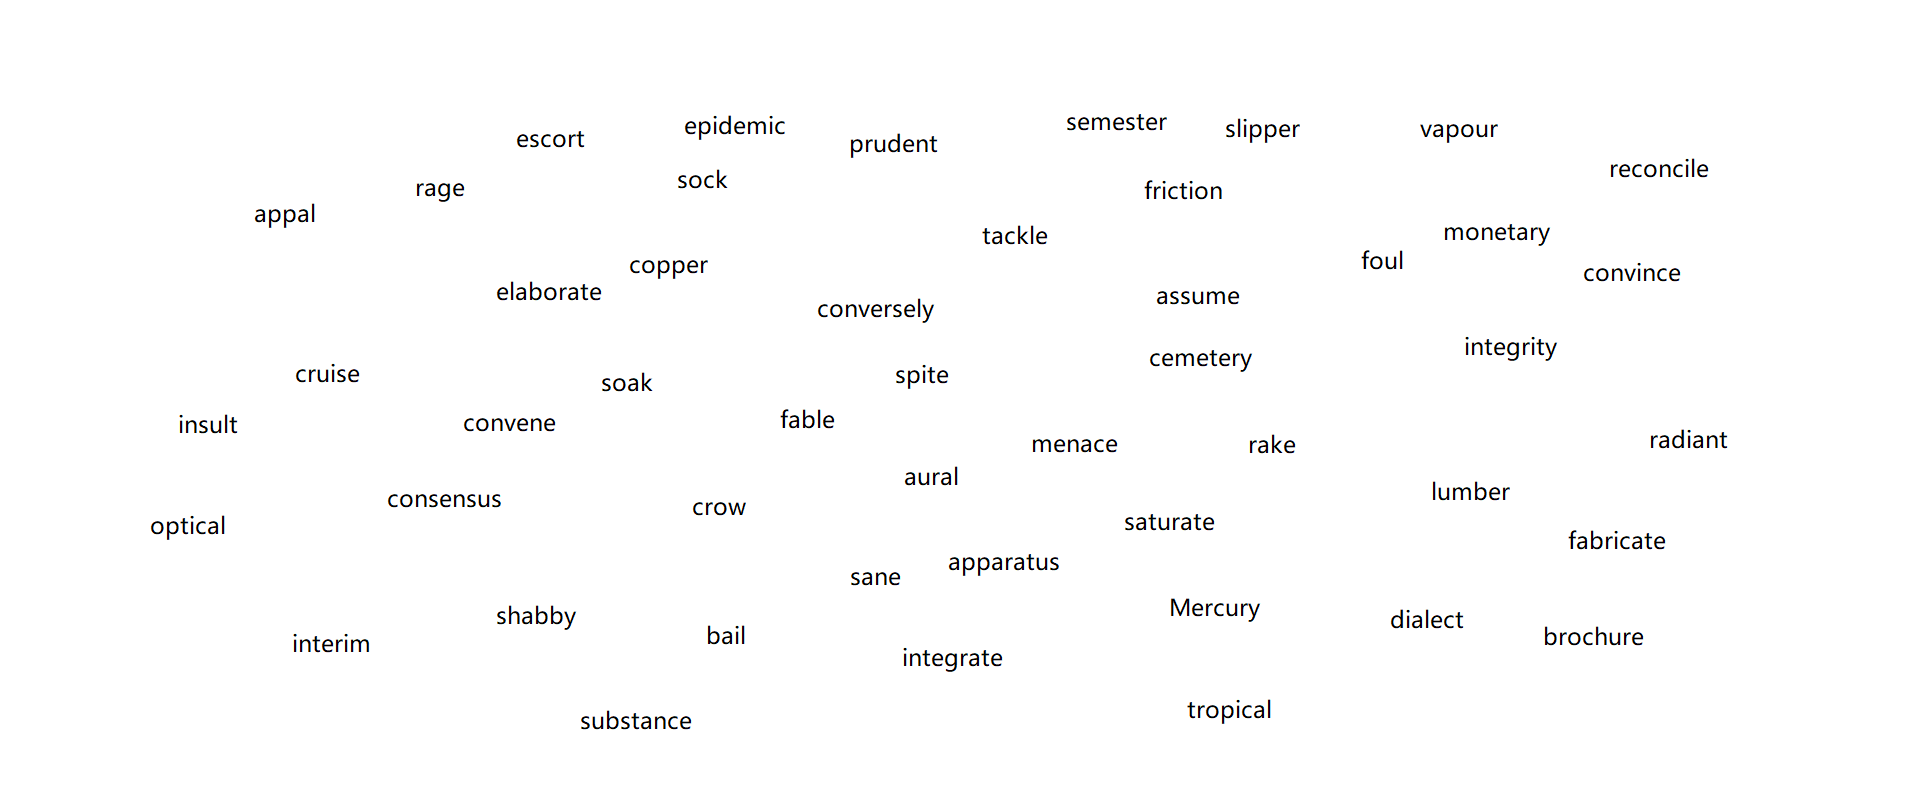 semester
epidemic
slipper
vapour
escort
prudent
reconcile
sock
rage
friction
appal
monetary
tackle
foul
copper
convince
elaborate
assume
conversely
integrity
cemetery
cruise
spite
soak
fable
convene
insult
radiant
menace
rake
aural
lumber
consensus
crow
saturate
optical
fabricate
apparatus
sane
Mercury
shabby
dialect
bail
brochure
interim
integrate
tropical
substance